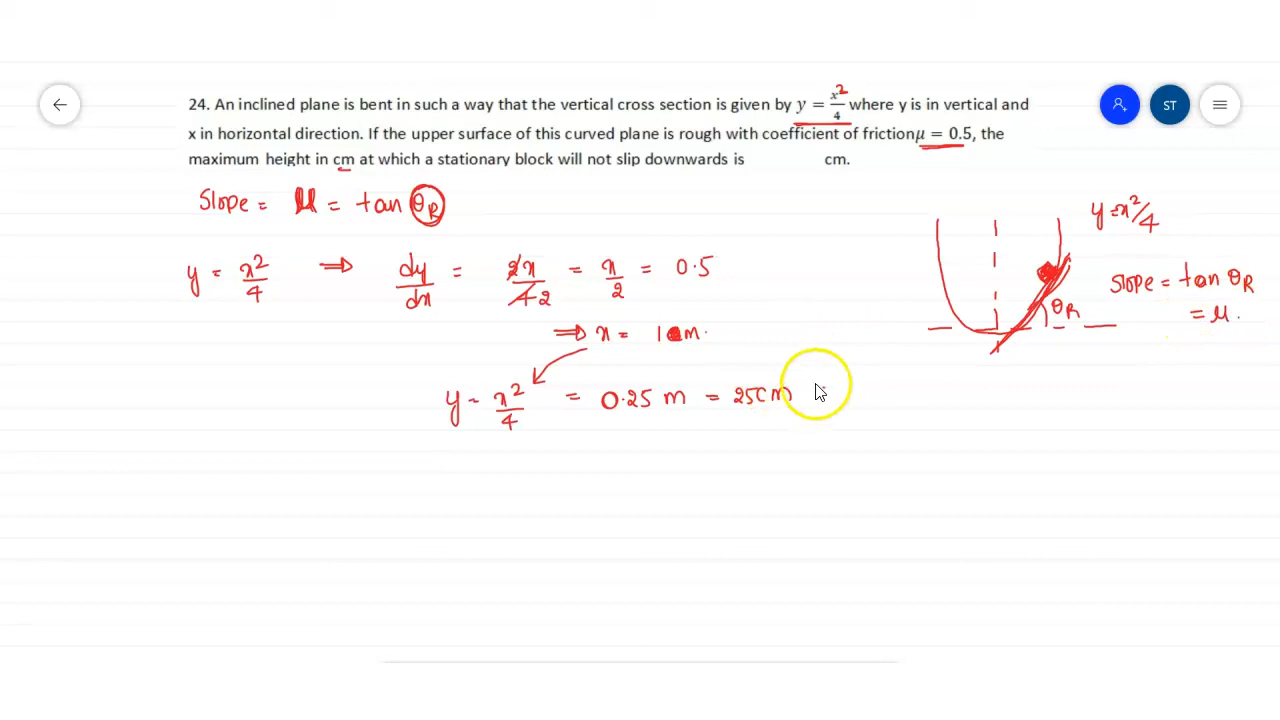 ST
24. An inclined plane is bent in such a way that the vertical cross section is given by y = x²/4 where y is in vertical and
x in horizontal direction. If the upper surface of this curved plane is rough with coefficient of frictionμ = 0.5, the
maximum height in cm at which a stationary block will not slip downwards is cm.
Slope = μ = tan θR
y = x²/4 ⇒ dy/dx = 2x/4 2 = x/2 = 0.5
⇒ x = 1 m.
y = x²/4 = 0.25 m = 25cm
y = x²/4
slope = tan θR
= μ.
θR